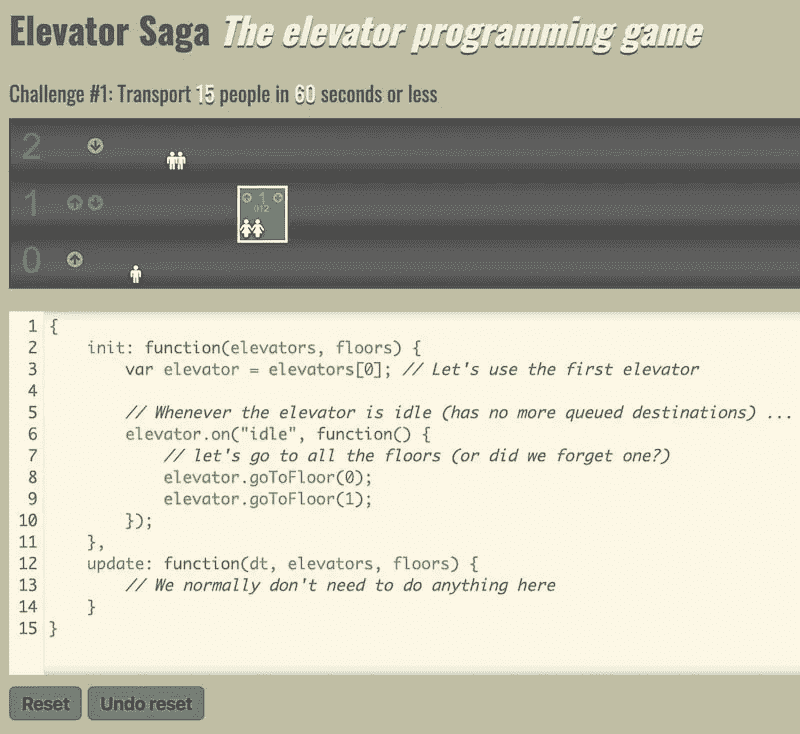 Elevator Saga The elevator programming game
Challenge #1: Transport 15 people in 60 seconds or less
2
1
1
012
0
1 {
2 init: function(elevators, floors) {
3 var elevator = elevators[0]; // Let's use the first elevator
4
5 // Whenever the elevator is idle (has no more queued destinations) ...
6 elevator.on("idle", function() {
7 // let's go to all the floors (or did we forget one?)
8 elevator.goToFloor(0);
9 elevator.goToFloor(1);
10 });
11 },
12 update: function(dt, elevators, floors) {
13 // We normally don't need to do anything here
14 }
15 }
Reset Undo reset